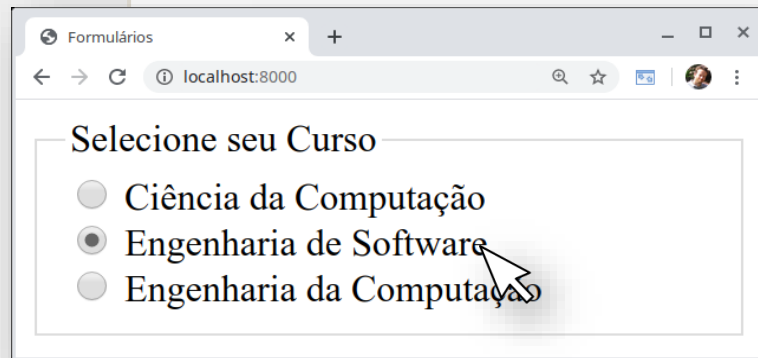 Formulários
localhost:8000
Selecione seu Curso
Ciência da Computação
Engenharia de Software
Engenharia da Computação